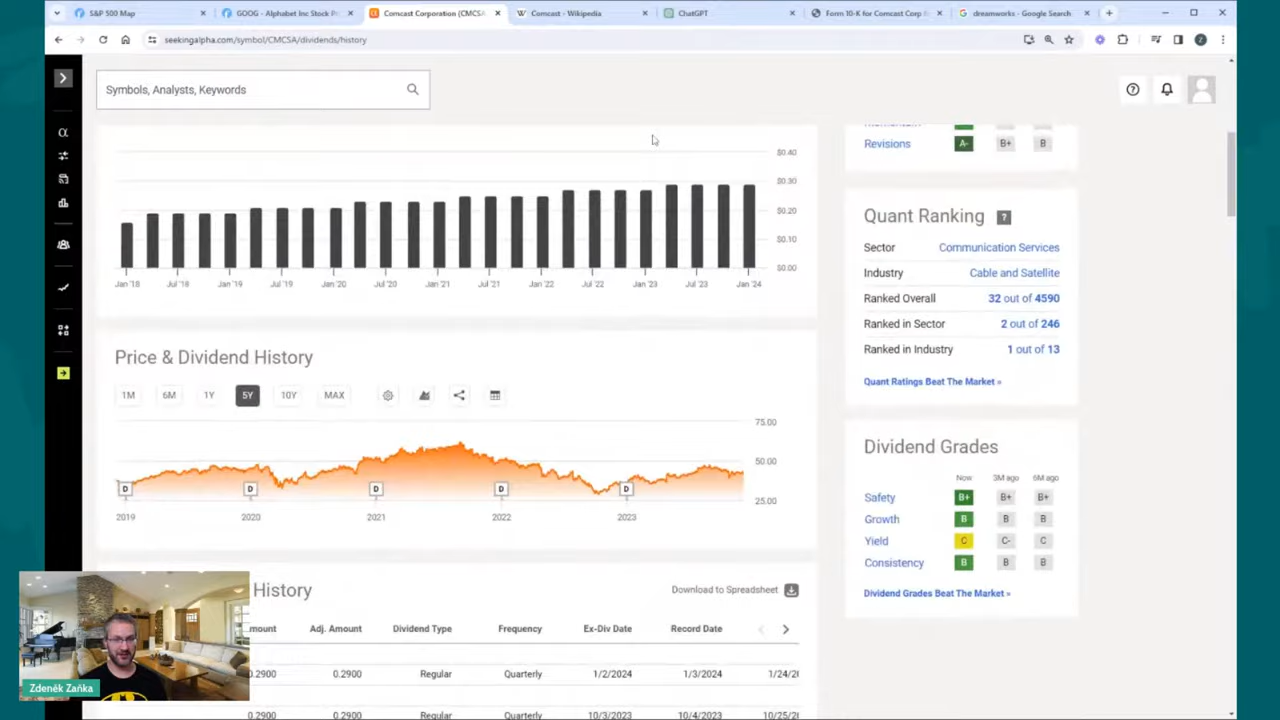 S&P 500 Map
GOOG - Alphabet Inc Stock Pr
Comcast Corporation (CMCSA
Comcast - Wikipedia
ChatGPT
Form 10-K for Comcast Corp
dreamworks - Google Search
seekingalpha.com/symbol/CMCSA/dividends/history
Z
Symbols, Analysts, Keywords
Revisions A- B+ B
$0.40
$0.30
$0.20
$0.10
$0.00
Jan '18 Jul '18 Jan '19 Jul '19 Jan '20 Jul '20 Jan '21 Jul '21 Jan '22 Jul '22 Jan '23 Jul '23 Jan '24
Quant Ranking ?
Sector Communication Services
Industry Cable and Satellite
Ranked Overall 32 out of 4590
Ranked in Sector 2 out of 246
Ranked in Industry 1 out of 13
Quant Ratings Beat The Market »
Price & Dividend History
1M 6M 1Y 5Y 10Y MAX
75.00
50.00
25.00
D D D D D
2019 2020 2021 2022 2023
Dividend Grades
Now 3M ago 6M ago
Safety B+ B+ B+
Growth B B B
Yield C C- C
Consistency B B B
Dividend Grades Beat The Market »
History
Download to Spreadsheet
mount Adj. Amount Dividend Type Frequency Ex-Div Date Record Date
0.2900 0.2900 Regular Quarterly 1/2/2024 1/3/2024 1/24/20
0.2900 0.2900 Regular Quarterly 10/3/2023 10/4/2023 10/25/2
Zdeněk Zaňka